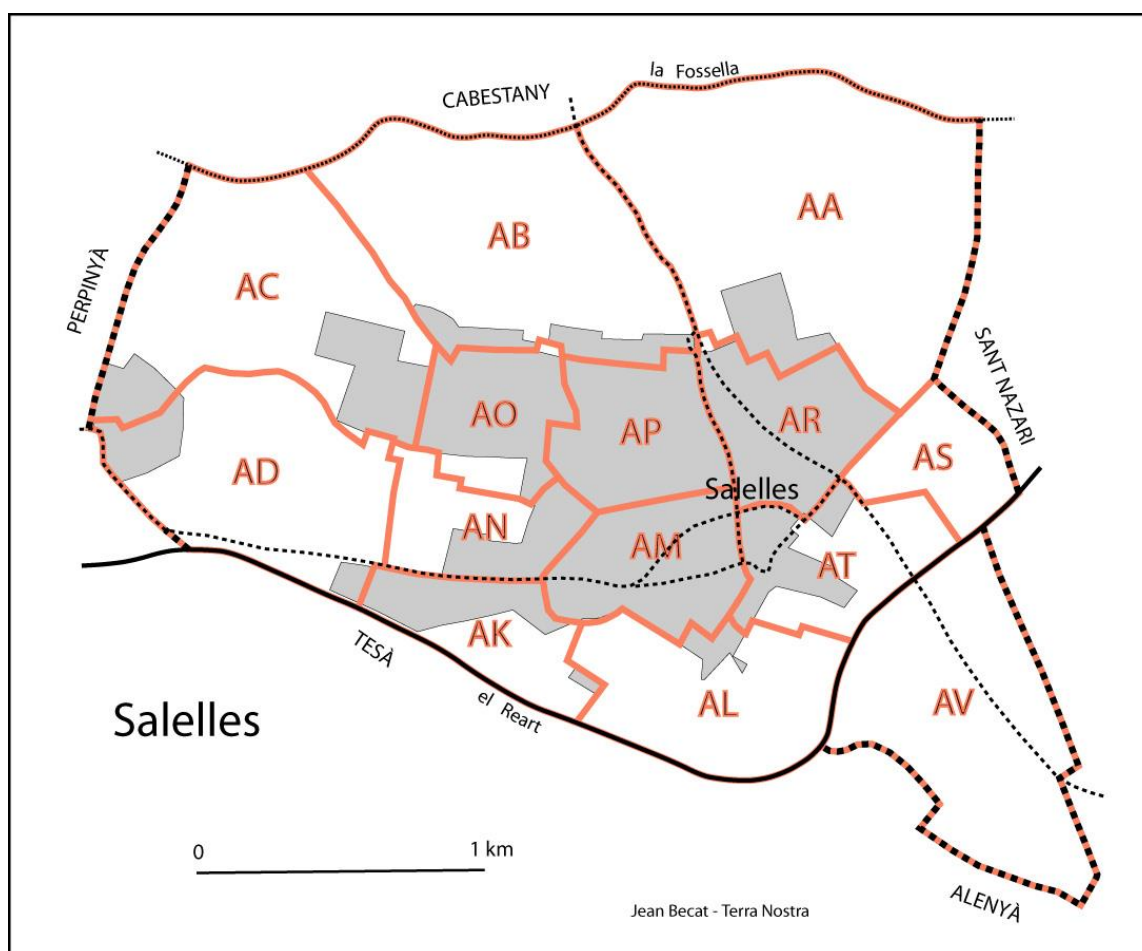 la Fossella
CABESTANY
AA
AB
AC
PERPINYÀ
SANT NAZARI
AO
AP
AR
AS
AD
Salelles
AN
AM
AT
AK
TESÀ
el Reart
AL
AV
Salelles
0 1 km
ALENYÀ
Jean Becat - Terra Nostra